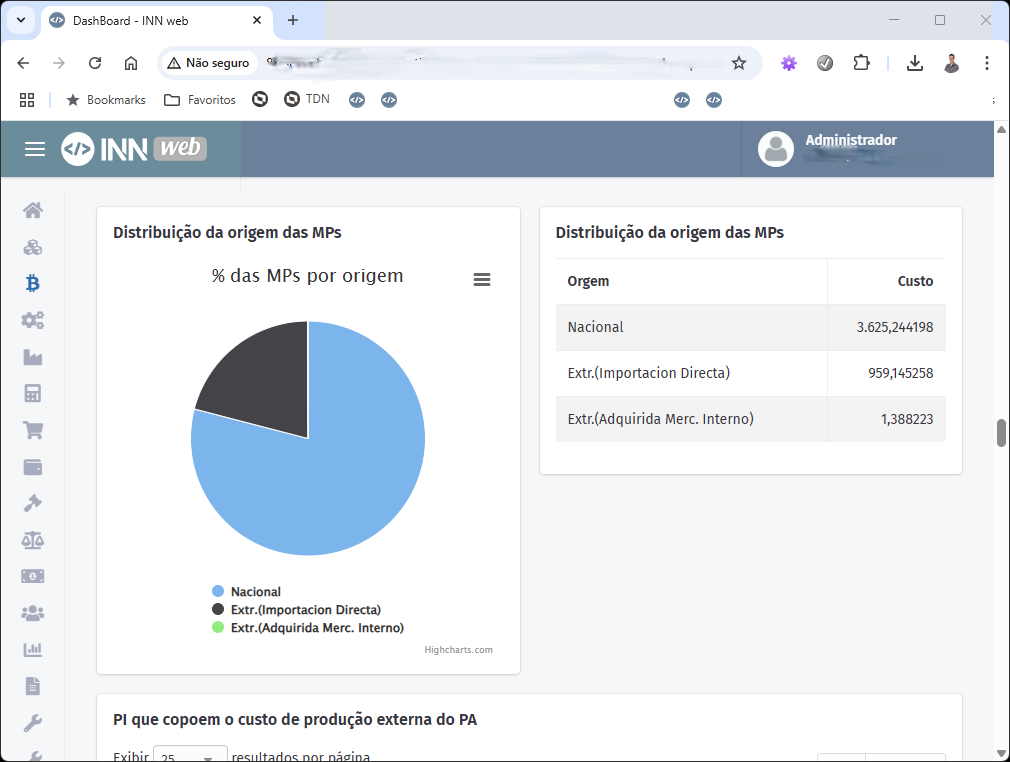 DashBoard - INN web
Não seguro
Bookmarks
Favoritos
TDN
INN web
Administrador
Distribuição da origem das MPs
% das MPs por origem
Nacional
Extr.(Importacion Directa)
Extr.(Adquirida Merc. Interno)
Highcharts.com
Distribuição da origem das MPs
Orgem Custo
Nacional 3.625,244198
Extr.(Importacion Directa) 959,145258
Extr.(Adquirida Merc. Interno) 1,388223
PI que copoem o custo de produção externa do PA
Exibir 25 resultados por página